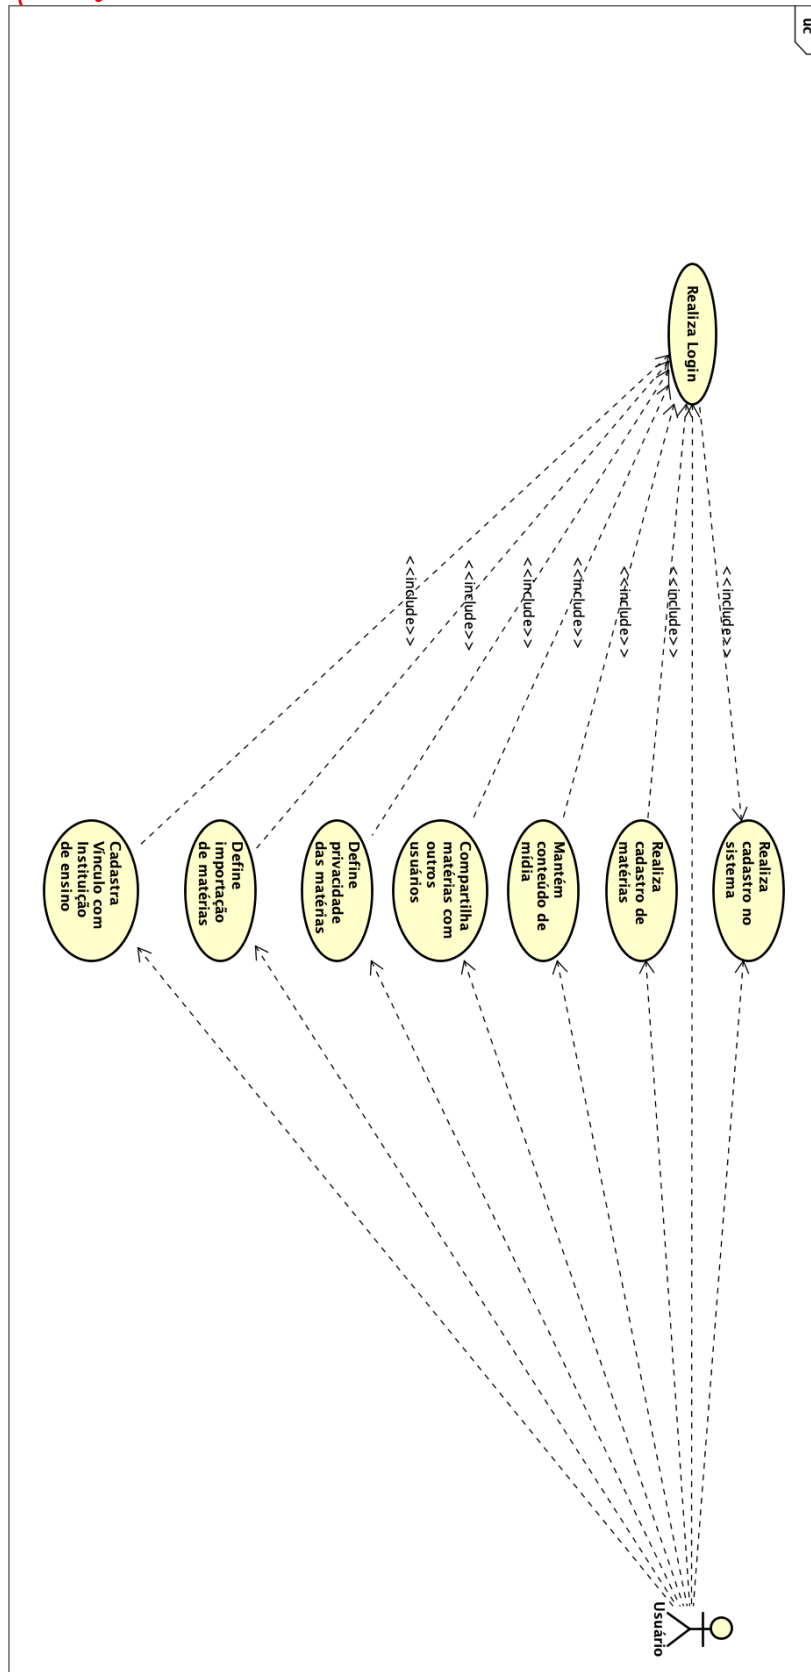 uc
Realiza Login
<<include>>
<<include>>
<<include>>
<<include>>
<<include>>
<<include>>
<<include>>
Realiza
cadastro no
sistema
Realiza
cadastro de
matérias
Mantém
conteúdo de
mídia
Compartilha
matérias com
outros
usuários
Define
privacidade
das matérias
Define
importação
de matérias
Cadastra
Vínculo com
Instituição
de ensino
Usuário